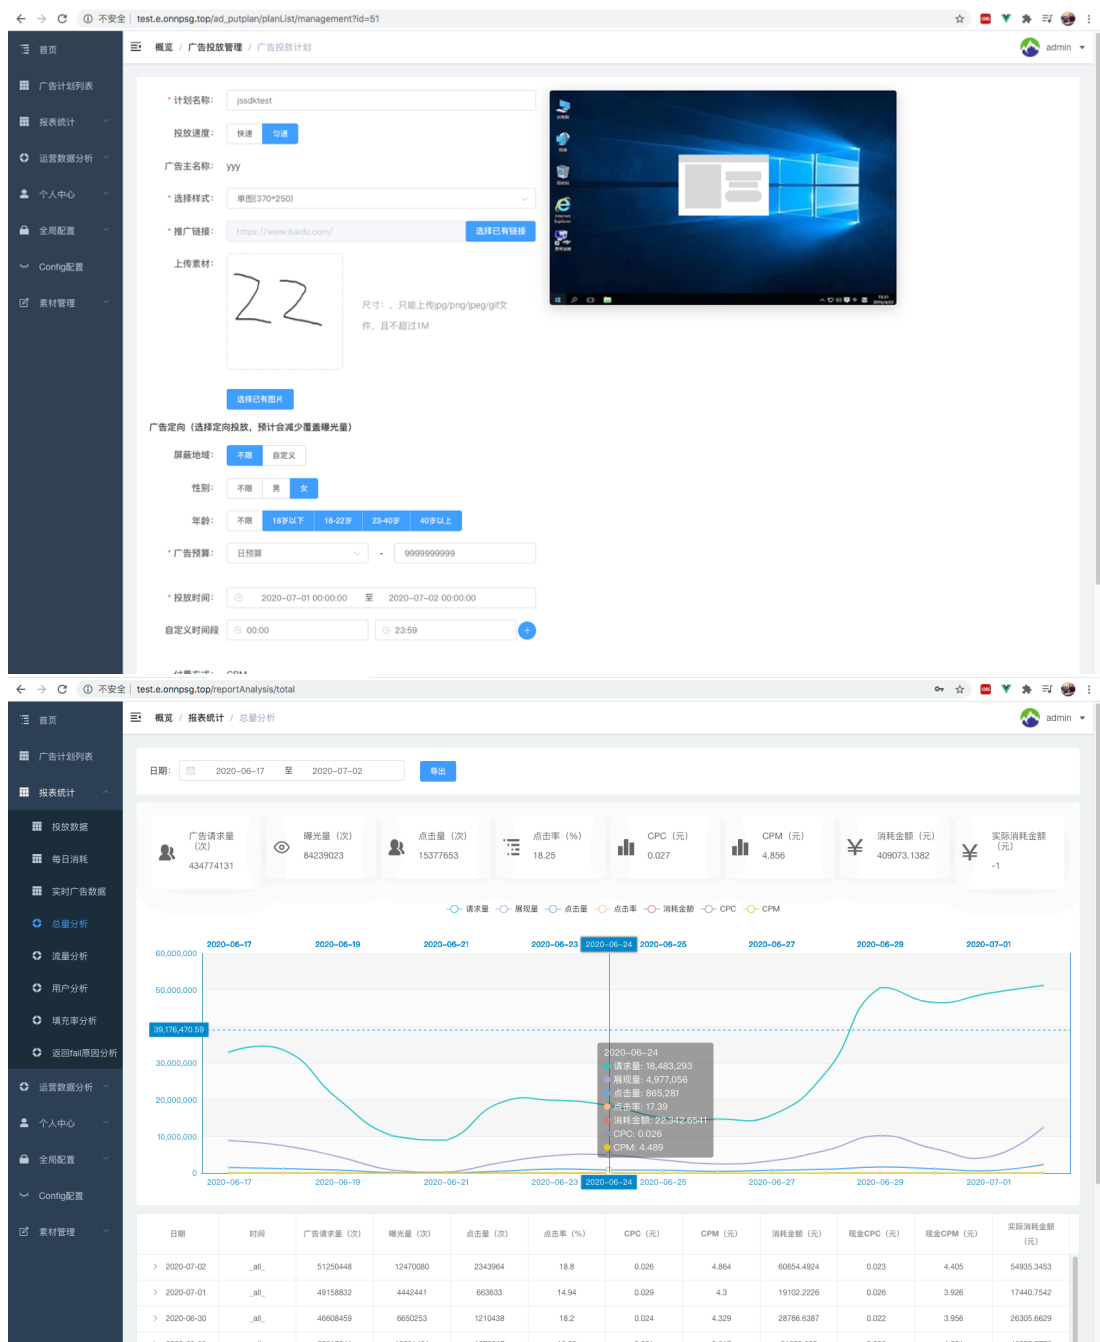 不安全 | test.e.onnpsg.top/ad_putplan/planList/management?id=51
首页
概览 / 广告投放管理 / 广告投放计划
admin
广告计划列表
报表统计
运营数据分析
个人中心
全局配置
Config配置
素材管理
* 计划名称: jssdktest
投放速度: 快速 匀速
广告主名称: yyy
* 选择样式: 单图(370*250)
* 推广链接: https://www.baidu.com/ 选择已有链接
上传素材:
22
尺寸: , 只能上传jpg/png/jpeg/gif文
件, 且不超过1M
选择已有图片
广告定向 (选择定向投放, 预计会减少覆盖曝光量)
屏蔽地域: 不限 自定义
性别: 不限 男 女
年龄: 不限 18岁以下 18-22岁 23-40岁 40岁以上
* 广告预算: 日预算 - 9999999999
* 投放时间: 2020-07-01 00:00:00 至 2020-07-02 00:00:00
自定义时间段 00:00 23:59
付费方式: CPM
不安全 | test.e.onnpsg.top/reportAnalysis/total
首页
概览 / 报表统计 / 总量分析
admin
广告计划列表
报表统计
投放数据
每日消耗
实时广告数据
总量分析
流量分析
用户分析
填充率分析
返回fail原因分析
运营数据分析
个人中心
全局配置
Config配置
素材管理
日期: 2020-06-17 至 2020-07-02 导出
广告请求量 (次) 434774131
曝光量 (次) 84239023
点击量 (次) 15377653
点击率 (%) 18.25
CPC (元) 0.027
CPM (元) 4.856
消耗金额 (元) 409073.1382
实际消耗金额 (元) -1
请求量 展现量 点击量 点击率 消耗金额 CPC CPM
2020-06-17 2020-06-19 2020-06-21 2020-06-23 2020-06-24 2020-06-25 2020-06-27 2020-06-29 2020-07-01
60,000,000
50,000,000
39,176,470.59
30,000,000
20,000,000
10,000,000
0
2020-06-24
请求量: 18,483,293
展现量: 4,977,056
点击量: 865,281
点击率: 17.39
消耗金额: 22,342.6541
CPC: 0.026
CPM: 4.489
2020-06-17 2020-06-19 2020-06-21 2020-06-23 2020-06-24 2020-06-25 2020-06-27 2020-06-29 2020-07-01
日期 时间 广告请求量 (次) 曝光量 (次) 点击量 (次) 点击率 (%) CPC (元) CPM (元) 消耗金额 (元) 现金CPC (元) 现金CPM (元) 实际消耗金额 (元)
2020-07-02 _all_ 51250448 12470080 2343964 18.8 0.026 4.864 60654.4924 0.023 4.405 54935.3453
2020-07-01 _all_ 49158832 4442441 663633 14.94 0.029 4.3 19102.2226 0.026 3.926 17440.7542
2020-06-30 _all_ 46608459 6650253 1210438 18.2 0.024 4.329 28786.6387 0.022 3.956 26305.6629